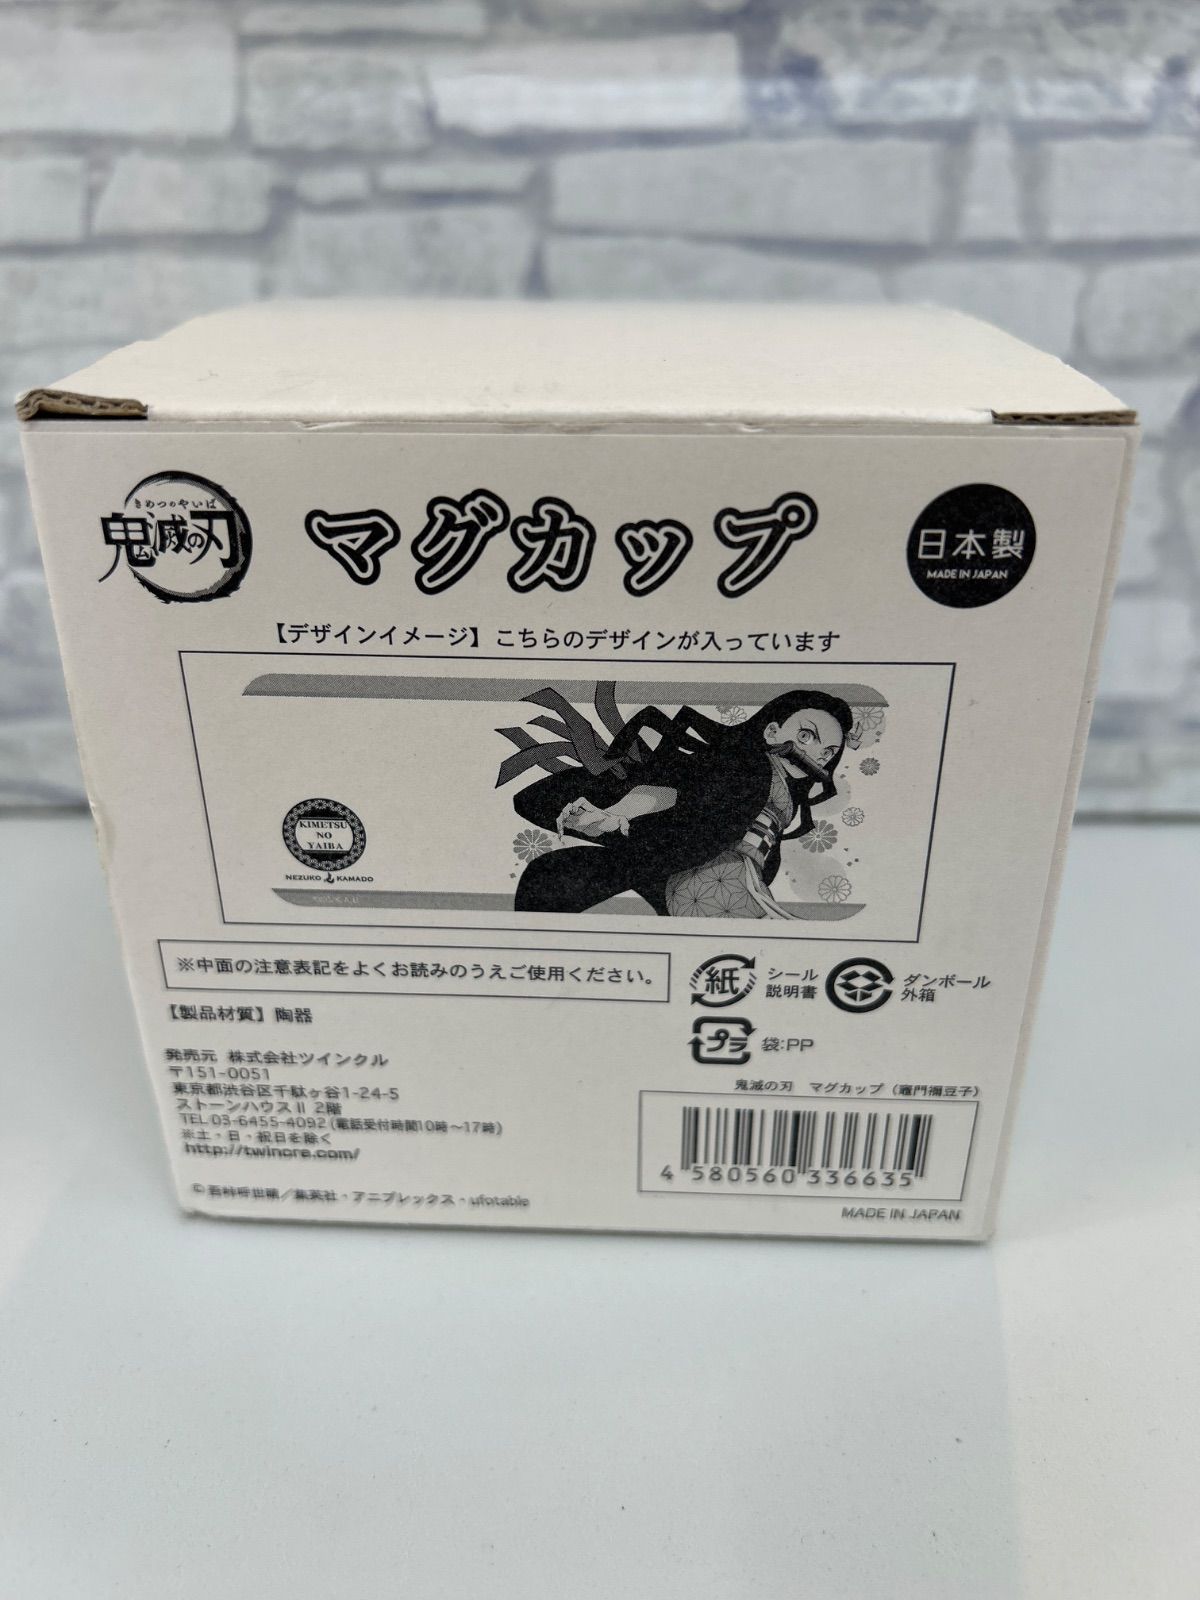 きめつのやいば
鬼滅の刃
マグカップ
日本製
MADE IN JAPAN
【デザインイメージ】こちらのデザインが入っています
KIMETSU
NO
YAIBA
NEZUKO KAMADO
※中面の注意表記をよくお読みのうえご使用ください。
紙
シール
説明書
ダンボール
外箱
プラ
袋:PP
【製品材質】陶器
発売元 株式会社ツインクル
〒151-0051
東京都渋谷区千駄ヶ谷1-24-5
ストーンハウスⅡ 2階
TEL 03-6455-4092 (電話受付時間10時～17時)
※土・日・祝日を除く
http://twincre.com/
©吾峠呼世晴／集英社・アニプレックス・ufotable
鬼滅の刃 マグカップ（竈門禰豆子）
4 580560 336635
MADE IN JAPAN